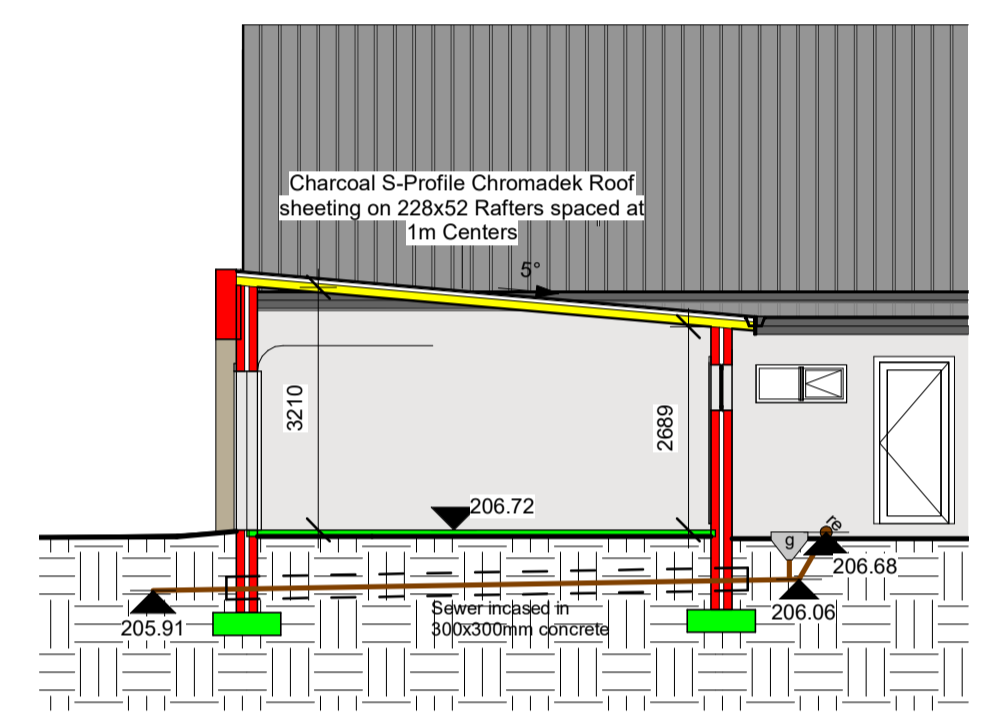 Charcoal S-Profile Chromadek Roof
sheeting on 228x52 Rafters spaced at
1m Centers
5°
3210
2689
206.72
g
re
206.68
206.06
205.91
Sewer incased in
300x300mm concrete